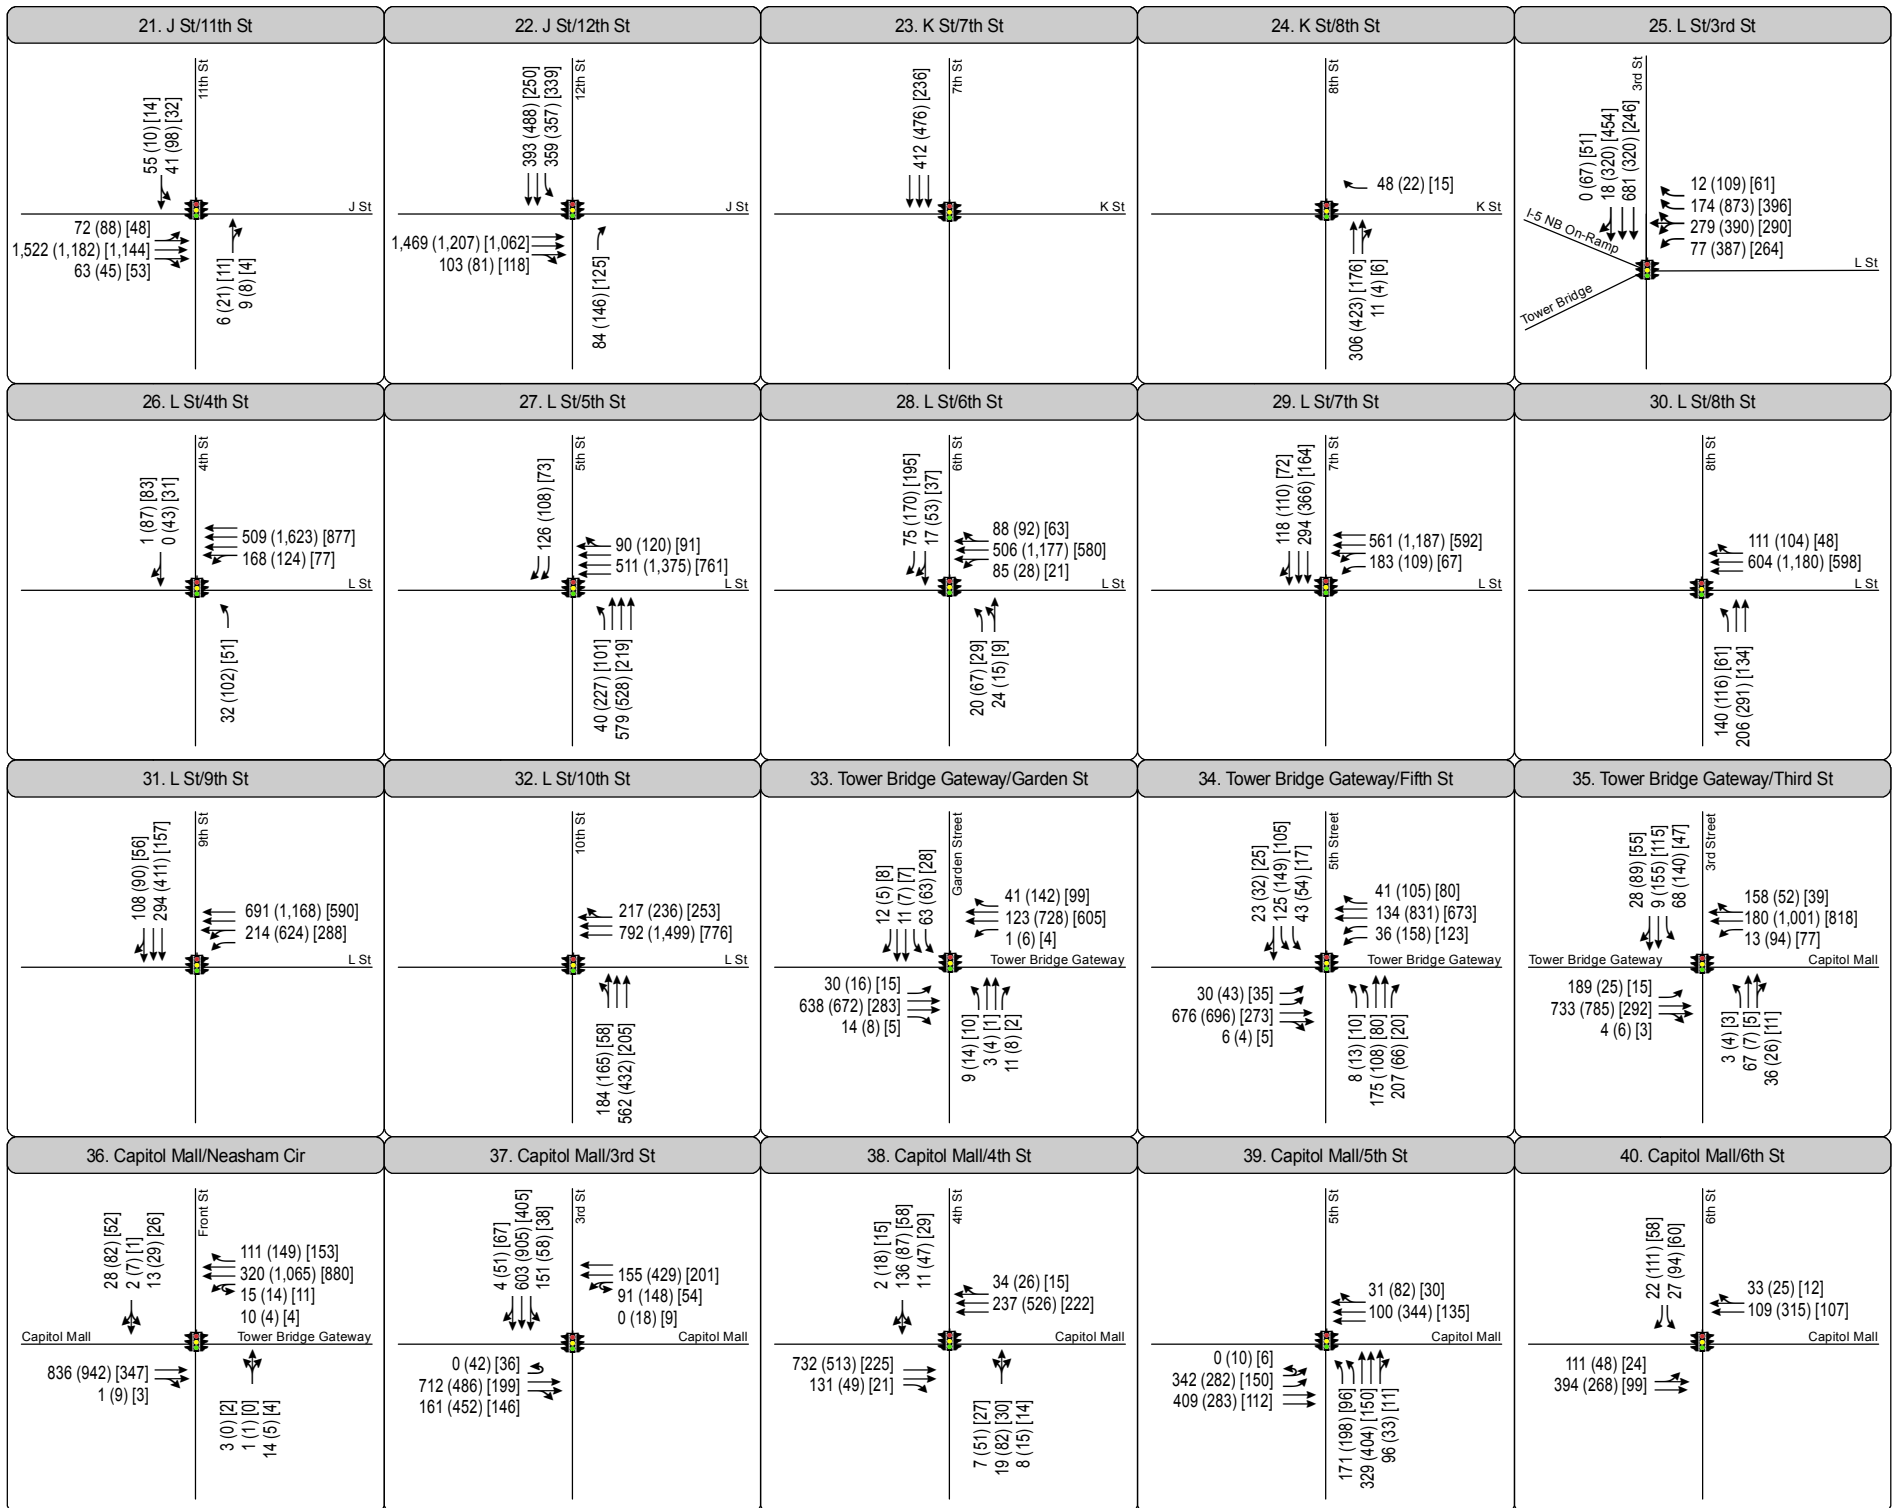 21. J St/11th St
11th St
55 (10) [14]
41 (98) [32]
J St
72 (88) [48]
1,522 (1,182) [1,144]
63 (45) [53]
6 (21) [11]
9 (8) [4]
22. J St/12th St
12th St
393 (488) [250]
359 (357) [339]
J St
1,469 (1,207) [1,062]
103 (81) [118]
84 (146) [125]
23. K St/7th St
7th St
412 (476) [236]
K St
24. K St/8th St
8th St
48 (22) [15]
K St
306 (423) [176]
11 (4) [6]
25. L St/3rd St
3rd St
0 (67) [51]
18 (320) [454]
681 (320) [246]
12 (109) [61]
174 (873) [396]
279 (390) [290]
77 (387) [264]
I-5 NB On-Ramp
L St
Tower Bridge
26. L St/4th St
4th St
1 (87) [83]
0 (43) [31]
509 (1,623) [877]
168 (124) [77]
L St
32 (102) [51]
27. L St/5th St
5th St
126 (108) [73]
90 (120) [91]
511 (1,375) [761]
L St
40 (227) [101]
579 (528) [219]
28. L St/6th St
6th St
75 (170) [195]
17 (53) [37]
88 (92) [63]
506 (1,177) [580]
85 (28) [21]
L St
20 (67) [29]
24 (15) [9]
29. L St/7th St
7th St
118 (110) [72]
294 (366) [164]
561 (1,187) [592]
183 (109) [67]
L St
30. L St/8th St
8th St
111 (104) [48]
604 (1,180) [598]
L St
140 (116) [61]
206 (291) [134]
31. L St/9th St
9th St
108 (90) [56]
294 (411) [157]
691 (1,168) [590]
214 (624) [288]
L St
32. L St/10th St
10th St
217 (236) [253]
792 (1,499) [776]
L St
184 (165) [58]
562 (432) [205]
33. Tower Bridge Gateway/Garden St
Garden Street
12 (5) [8]
11 (7) [7]
63 (63) [28]
41 (142) [99]
123 (728) [605]
1 (6) [4]
Tower Bridge Gateway
30 (16) [15]
638 (672) [283]
14 (8) [5]
9 (14) [10]
3 (4) [1]
11 (8) [2]
34. Tower Bridge Gateway/Fifth St
5th Street
23 (32) [25]
125 (149) [105]
43 (54) [17]
41 (105) [80]
134 (831) [673]
36 (158) [123]
Tower Bridge Gateway
30 (43) [35]
676 (696) [273]
6 (4) [5]
8 (13) [10]
175 (108) [80]
207 (66) [20]
35. Tower Bridge Gateway/Third St
3rd Street
28 (89) [55]
9 (155) [115]
68 (140) [47]
158 (52) [39]
180 (1,001) [818]
13 (94) [77]
Tower Bridge Gateway
Capitol Mall
189 (25) [15]
733 (785) [292]
4 (6) [3]
3 (4) [3]
67 (7) [5]
36 (26) [11]
36. Capitol Mall/Neasham Cir
Front St
28 (82) [52]
2 (7) [1]
13 (29) [26]
111 (149) [153]
320 (1,065) [880]
15 (14) [11]
10 (4) [4]
Capitol Mall
Tower Bridge Gateway
836 (942) [347]
1 (9) [3]
3 (0) [2]
1 (1) [0]
14 (5) [4]
37. Capitol Mall/3rd St
3rd St
4 (51) [67]
603 (905) [405]
151 (58) [38]
155 (429) [201]
91 (148) [54]
0 (18) [9]
Capitol Mall
0 (42) [36]
712 (486) [199]
161 (452) [146]
38. Capitol Mall/4th St
4th St
2 (18) [15]
136 (87) [58]
11 (47) [29]
34 (26) [15]
237 (526) [222]
Capitol Mall
732 (513) [225]
131 (49) [21]
7 (51) [27]
19 (82) [30]
8 (15) [14]
39. Capitol Mall/5th St
5th St
31 (82) [30]
100 (344) [135]
Capitol Mall
0 (10) [6]
342 (282) [150]
409 (283) [112]
171 (198) [96]
329 (404) [150]
96 (33) [11]
40. Capitol Mall/6th St
6th St
22 (111) [58]
27 (94) [60]
33 (25) [12]
109 (315) [107]
Capitol Mall
111 (48) [24]
394 (268) [99]